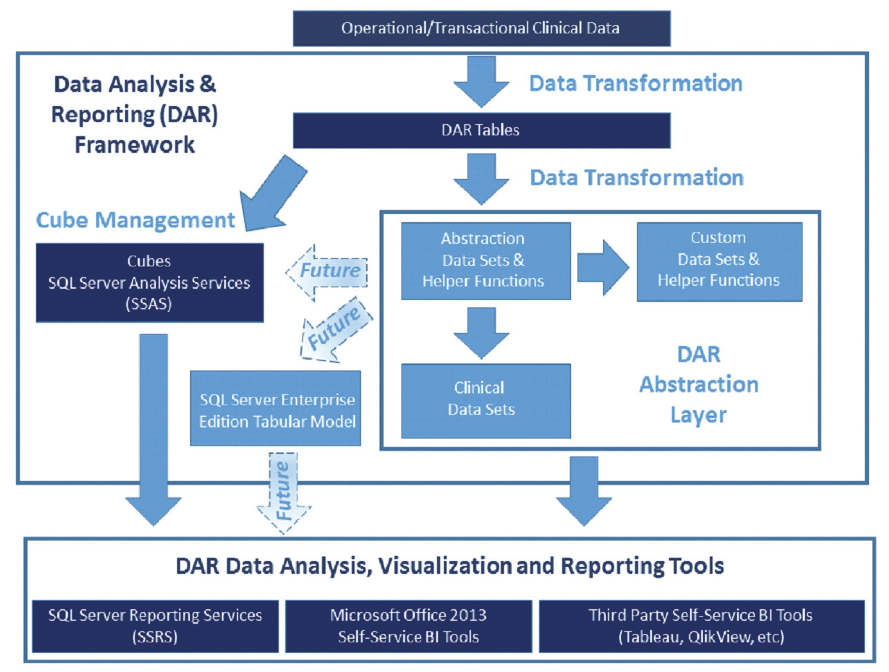 Operational/Transactional Clinical Data
Data Analysis &
Reporting (DAR)
Framework
Data Transformation
DAR Tables
Data Transformation
Cube Management
Cubes
SQL Server Analysis Services
(SSAS)
Future
Abstraction
Data Sets &
Helper Functions
Custom
Data Sets &
Helper Functions
Future
SQL Server Enterprise
Edition Tabular Model
Clinical
Data Sets
DAR
Abstraction
Layer
Future
DAR Data Analysis, Visualization and Reporting Tools
SQL Server Reporting Services
(SSRS)
Microsoft Office 2013
Self-Service BI Tools
Third Party Self-Service BI Tools
(Tableau, QlikView, etc)